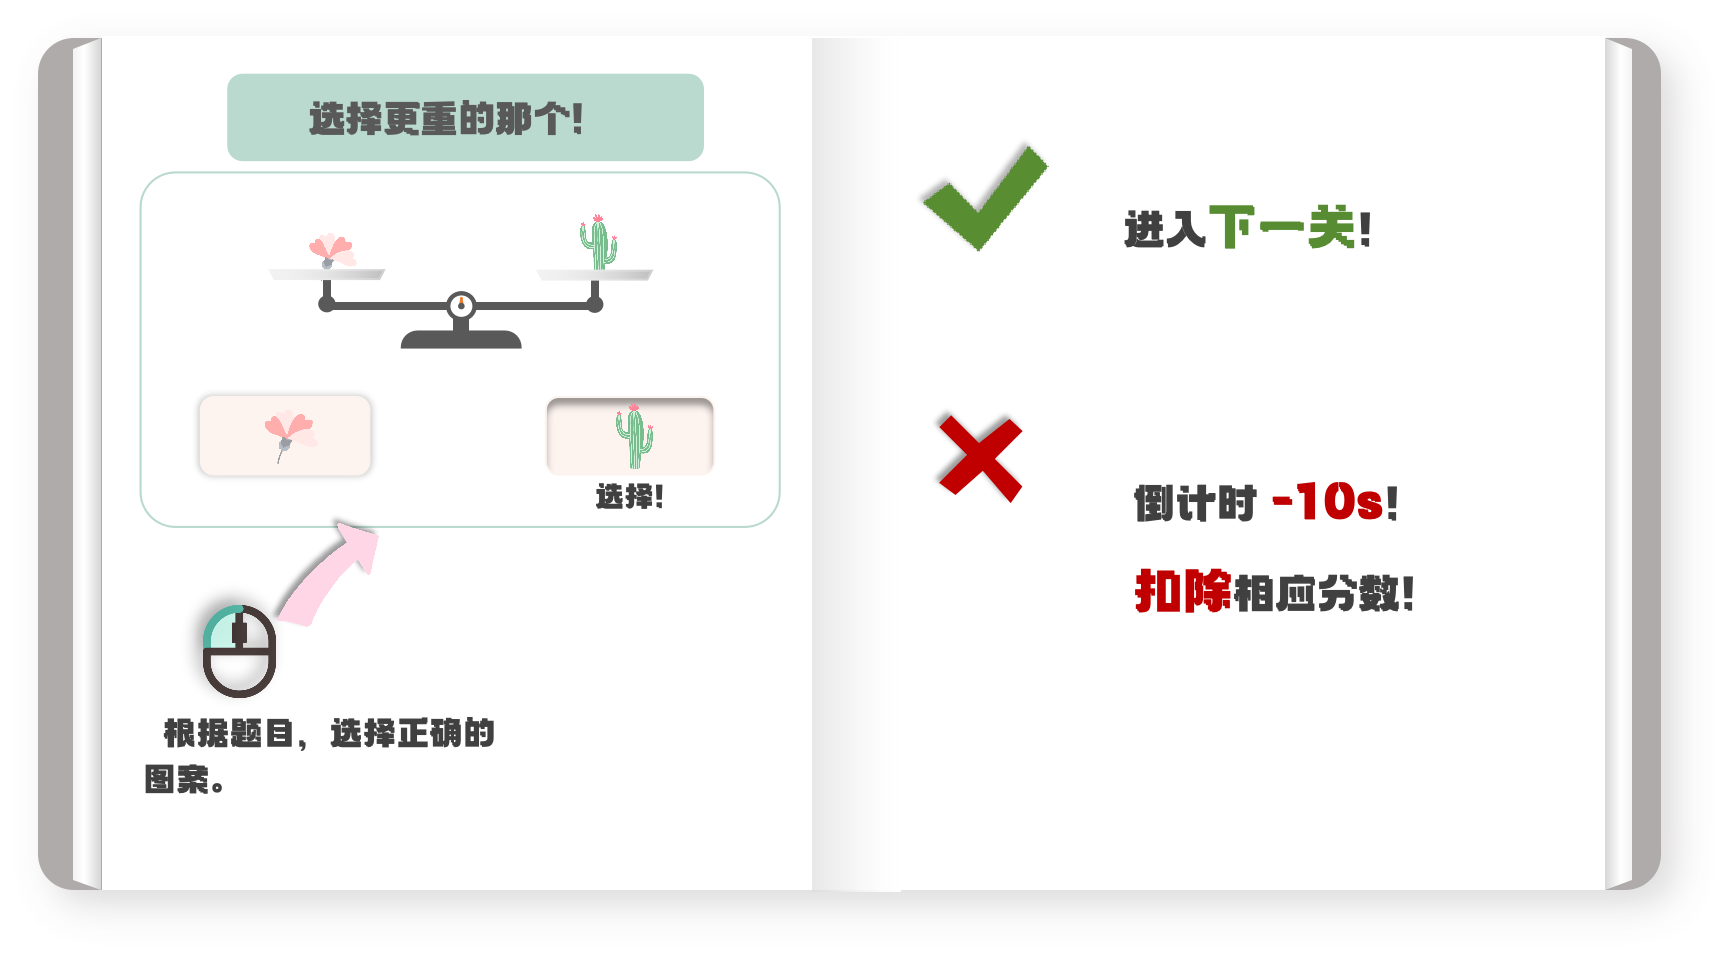 选择更重的那个!
选择!
根据题目，选择正确的
图案。
进入下一关!
倒计时 -10s!
扣除相应分数!